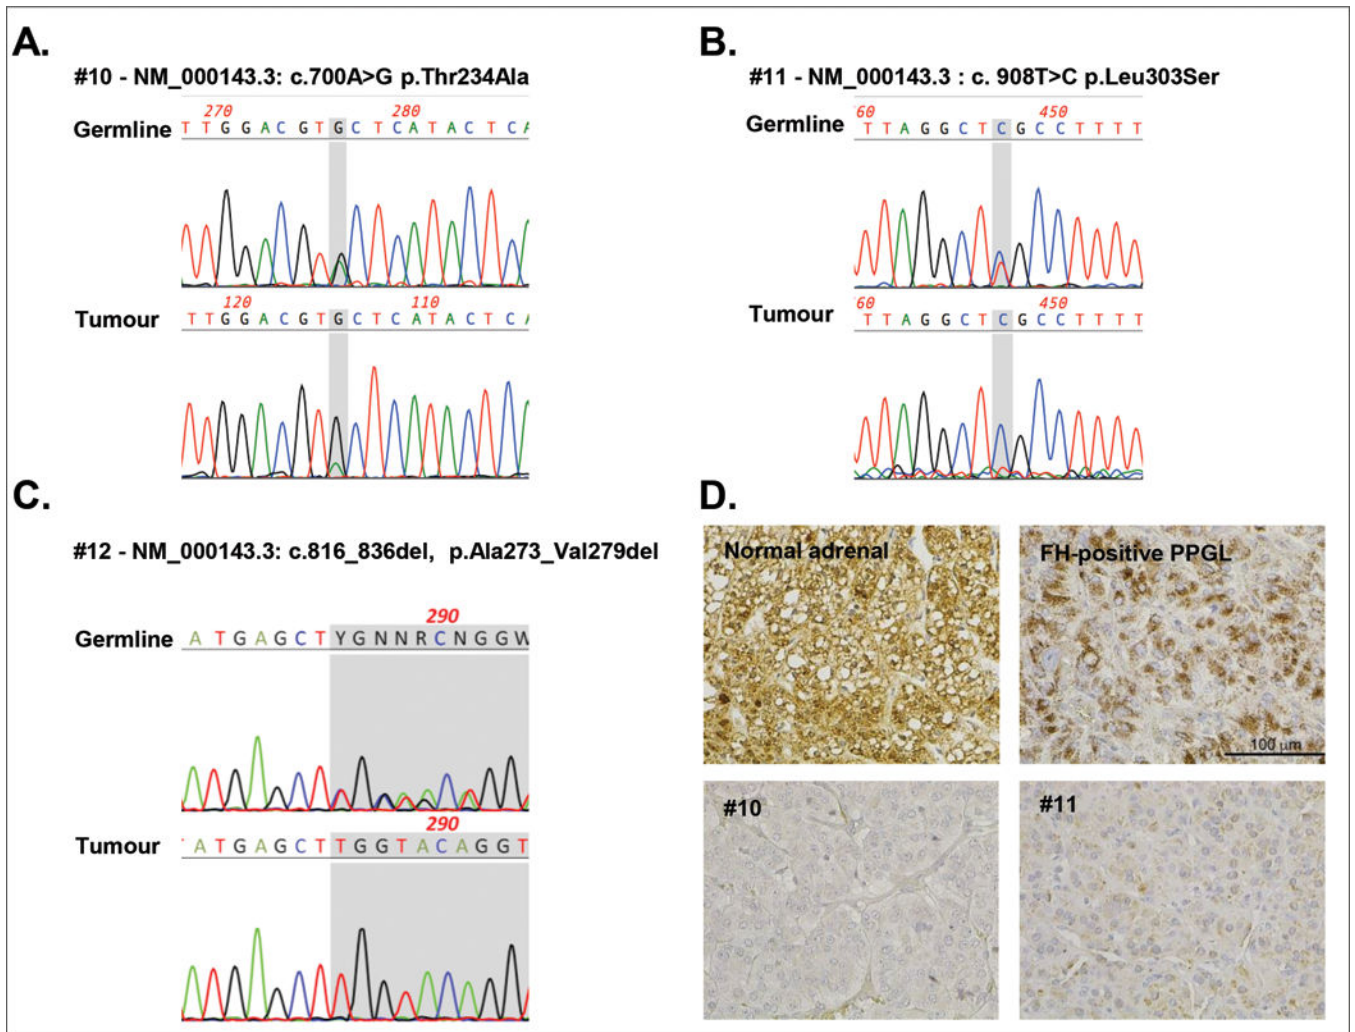 A.
#10 - NM_000143.3: c.700A>G p.Thr234Ala
270 280
Germline T T G G A C G T G C T C A T A C T C A
120 110
Tumour T T G G A C G T G C T C A T A C T C A
B.
#11 - NM_000143.3 : c. 908T>C p.Leu303Ser
60 450
Germline T T A G G C T C G C C T T T T
60 450
Tumour T T A G G C T C G C C T T T T
C.
#12 - NM_000143.3: c.816_836del, p.Ala273_Val279del
290
Germline A T G A G C T Y G N N R C N G G W
290
Tumour A T G A G C T T G G T A C A G G T
D.
Normal adrenal
FH-positive PPGL
100 µm
#10
#11